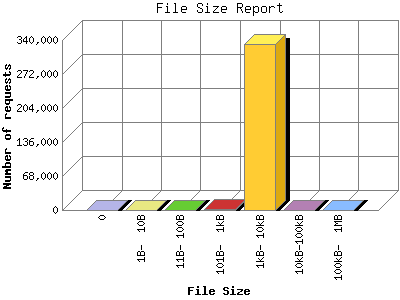 File Size Report
Number of requests
340,000
272,000
204,000
136,000
68,000
0
0
1B- 10B
11B- 100B
101B- 1kB
1kB- 10kB
10kB-100kB
100kB- 1MB
File Size